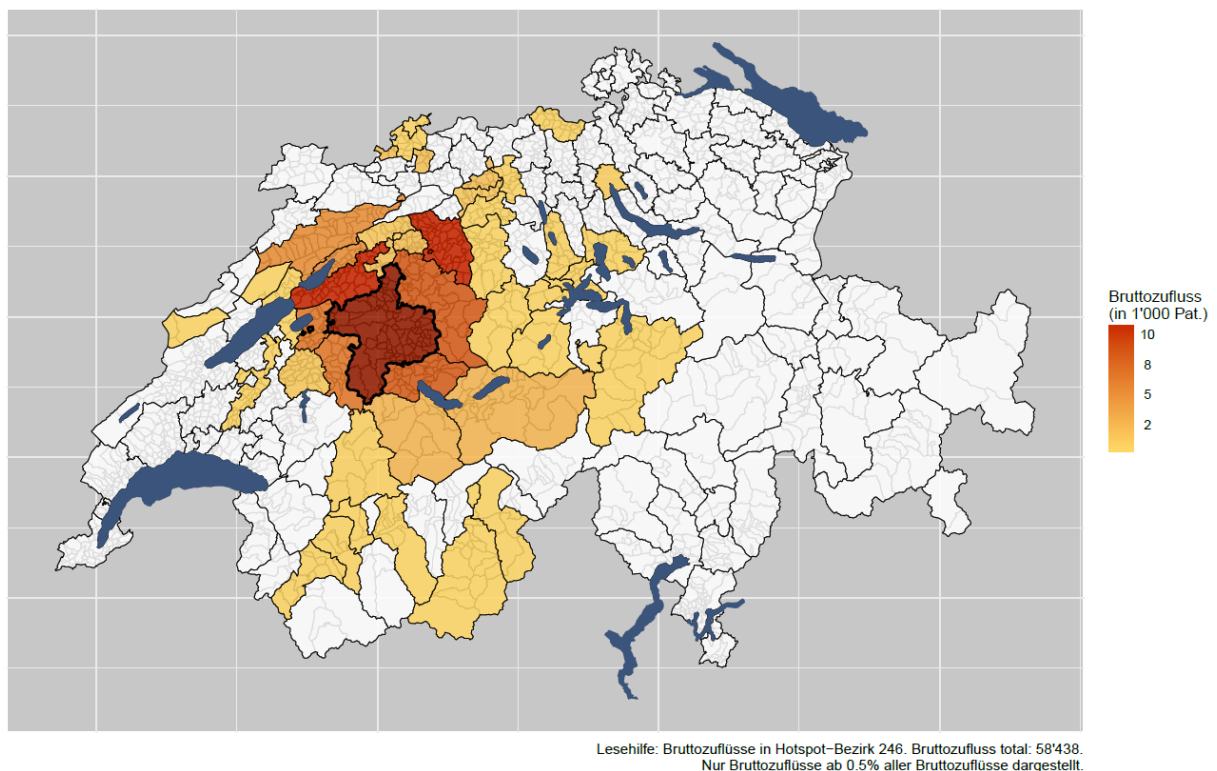 Bruttozufluss
(in 1'000 Pat.)
10
8
5
2
Lesehilfe: Bruttozuflüsse in Hotspot−Bezirk 246. Bruttozufluss total: 58'438.
Nur Bruttozuflüsse ab 0.5% aller Bruttozuflüsse dargestellt.